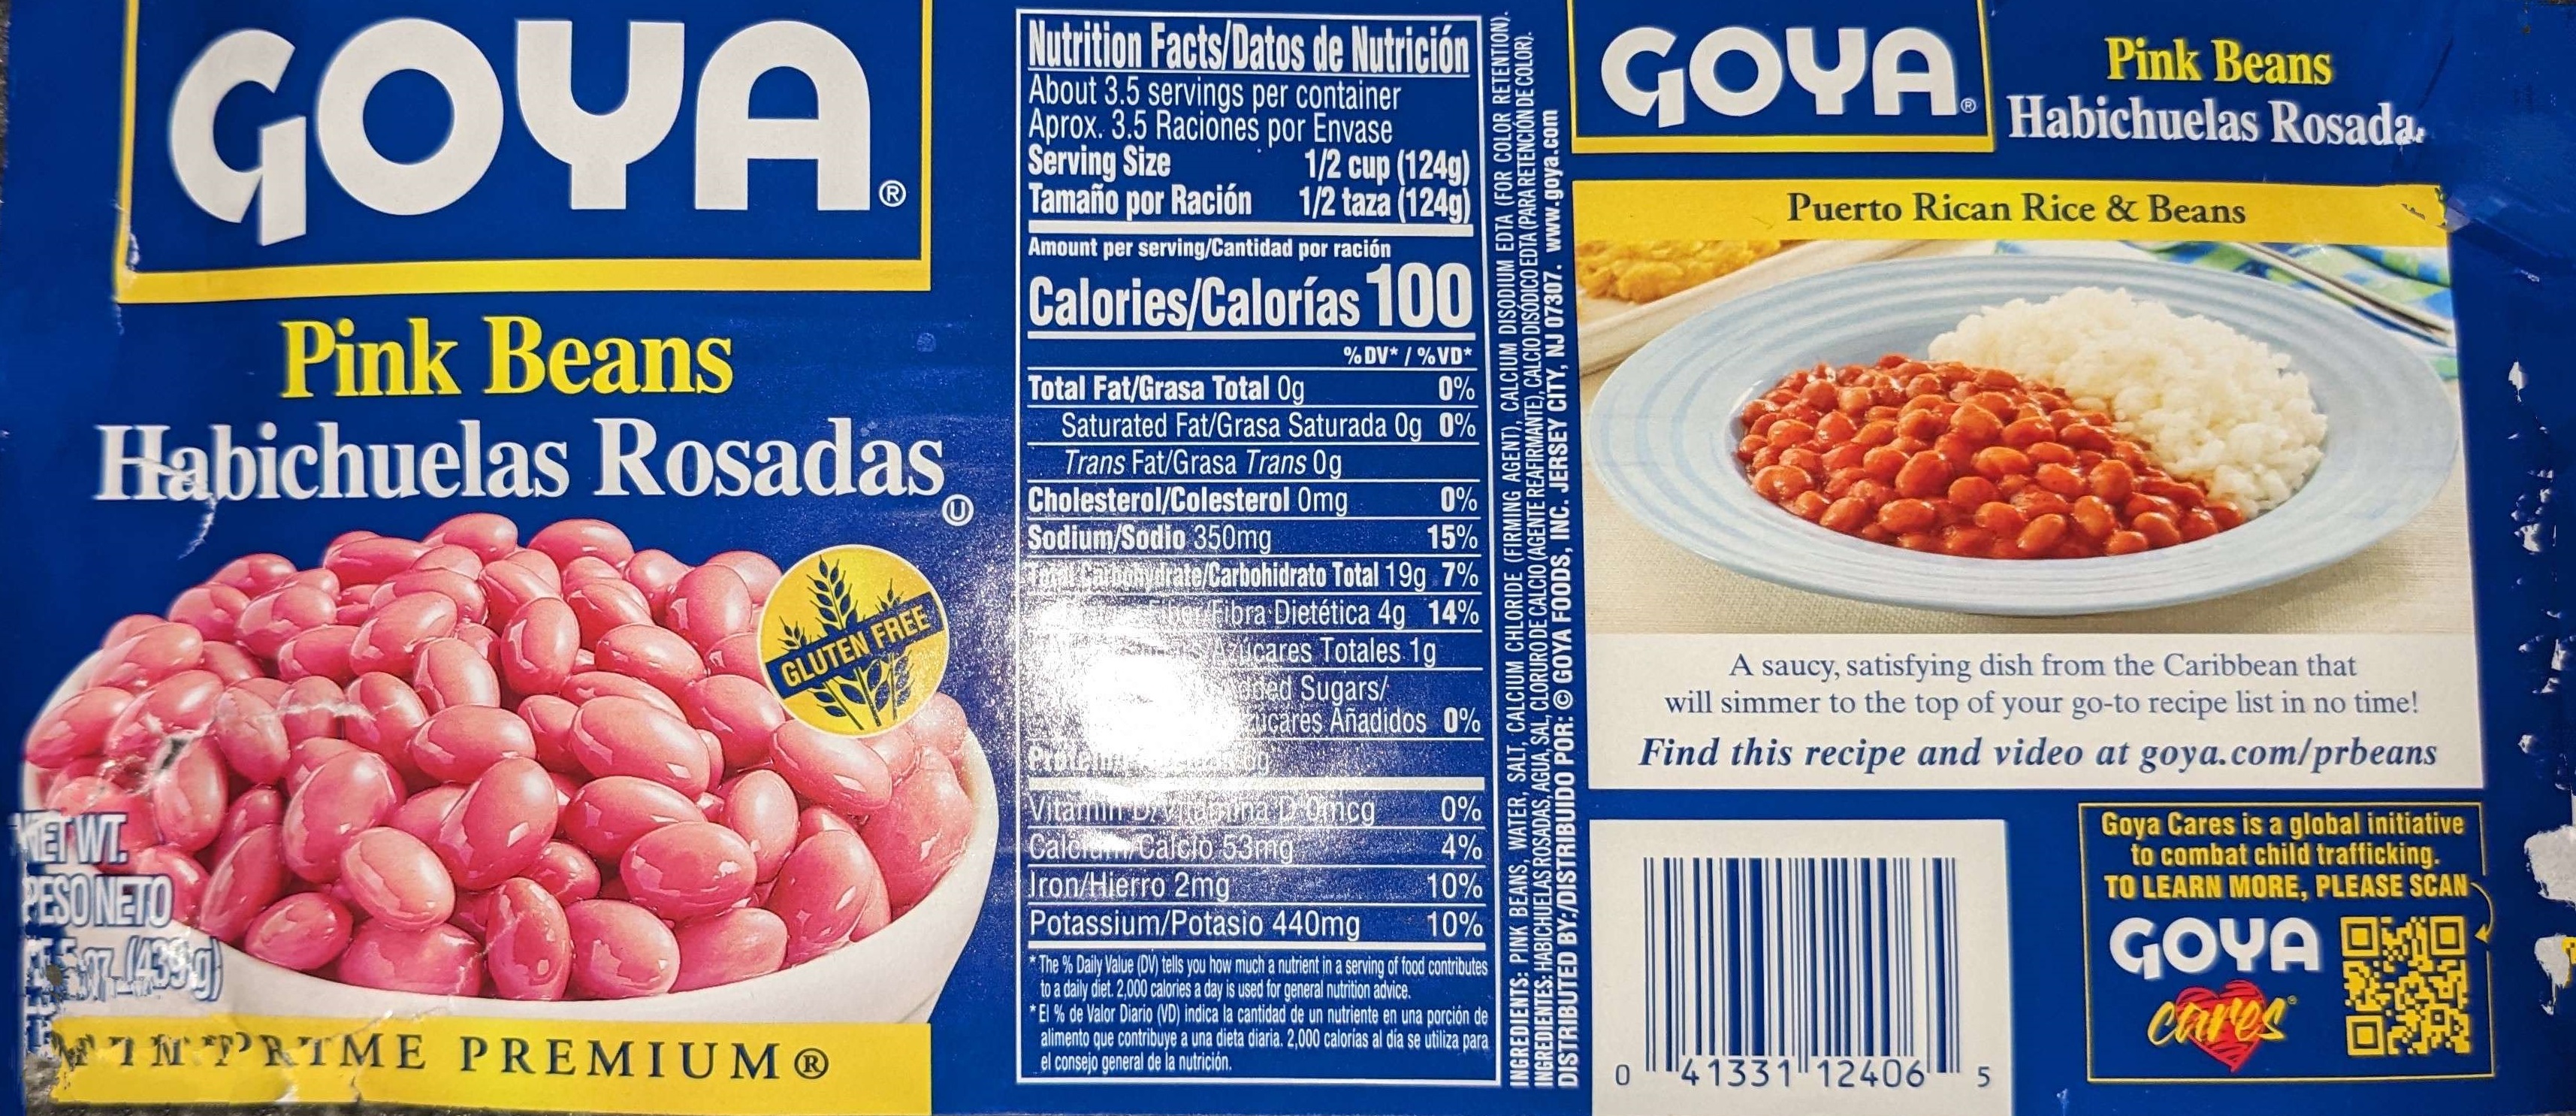 GOYA®
Pink Beans
Habichuelas Rosadas
U
GLUTEN FREE
NET WT.
PESO NETO
oz. (439 g)
PRIME PREMIUM®
Nutrition Facts/Datos de Nutrición
About 3.5 servings per container
Aprox. 3.5 Raciones por Envase
Serving Size 1/2 cup (124g)
Tamaño por Ración 1/2 taza (124g)
Amount per serving/Cantidad por ración
Calories/Calorías 100
%DV* / %VD*
Total Fat/Grasa Total 0g 0%
Saturated Fat/Grasa Saturada 0g 0%
Trans Fat/Grasa Trans 0g
Cholesterol/Colesterol 0mg 0%
Sodium/Sodio 350mg 15%
Total Carbohydrate/Carbohidrato Total 19g 7%
Fiber/Fibra Dietética 4g 14%
Azúcares Totales 1g
Added Sugars/
Azúcares Añadidos 0%
Protein
Vitamin D/Vitamina D 0mcg 0%
Calcium/Calcio 53mg 4%
Iron/Hierro 2mg 10%
Potassium/Potasio 440mg 10%
* The % Daily Value (DV) tells you how much a nutrient in a serving of food contributes
to a daily diet. 2,000 calories a day is used for general nutrition advice.
* El % de Valor Diario (VD) indica la cantidad de un nutriente en una porción de
alimento que contribuye a una dieta diaria. 2,000 calorías al día se utiliza para
el consejo general de la nutrición.
INGREDIENTS: PINK BEANS, WATER, SALT, CALCIUM CHLORIDE (FIRMING AGENT), CALCIUM DISODIUM EDTA (FOR COLOR RETENTION).
INGREDIENTES: HABICHUELAS ROSADAS, AGUA, SAL, CLORURO DE CALCIO (AGENTE REAFIRMANTE), CALCIO DISÓDICO EDTA (PARA RETENCIÓN DE COLOR).
DISTRIBUTED BY:/DISTRIBUIDO POR: © GOYA FOODS, INC. JERSEY CITY, NJ 07307. www.goya.com
GOYA®
Pink Beans
Habichuelas Rosada
Puerto Rican Rice & Beans
A saucy, satisfying dish from the Caribbean that
will simmer to the top of your go-to recipe list in no time!
Find this recipe and video at goya.com/prbeans
0 41331 12406 5
Goya Cares is a global initiative
to combat child trafficking.
TO LEARN MORE, PLEASE SCAN
GOYA
cares®